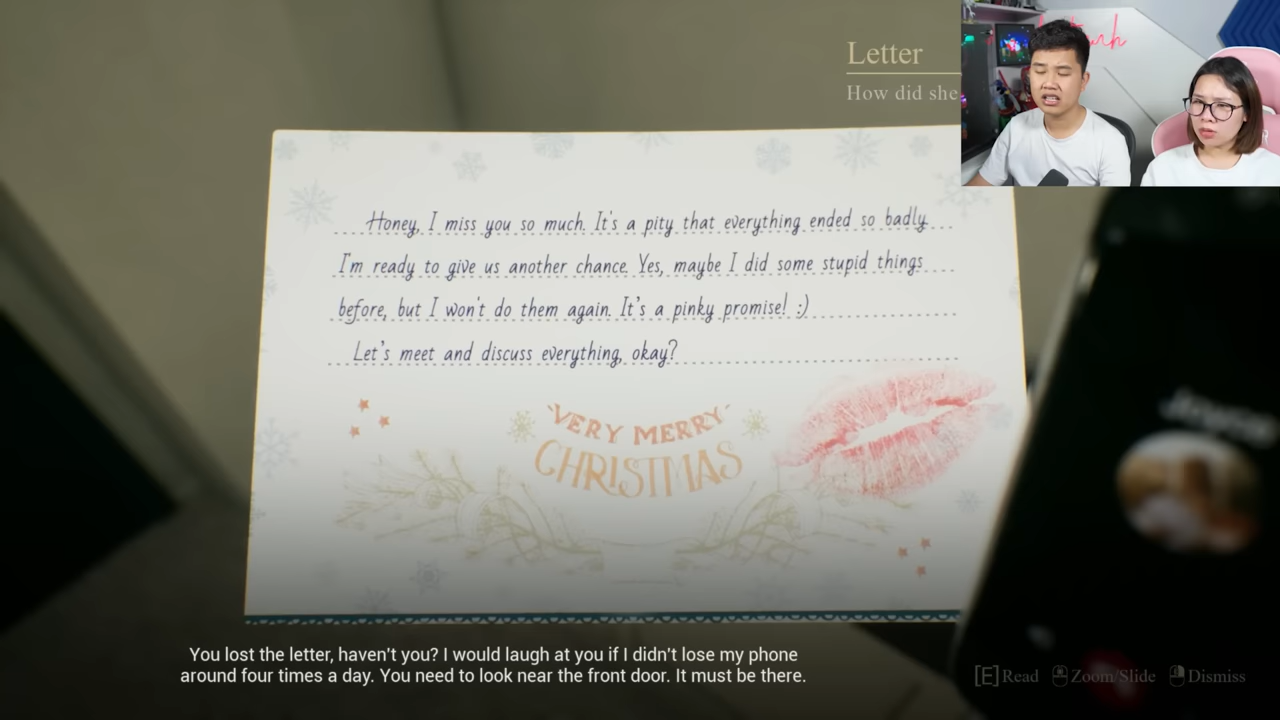 Letter
How did she
Honey, I miss you so much. It's a pity that everything ended so badly.
I'm ready to give us another chance. Yes, maybe I did some stupid things
before, but I won't do them again. It's a pinky promise! :)
Let's meet and discuss everything, okay?
VERY MERRY
CHRISTMAS
You lost the letter, haven't you? I would laugh at you if I didn't lose my phone
around four times a day. You need to look near the front door. It must be there.
[E]Read Zoom/Slide Dismiss